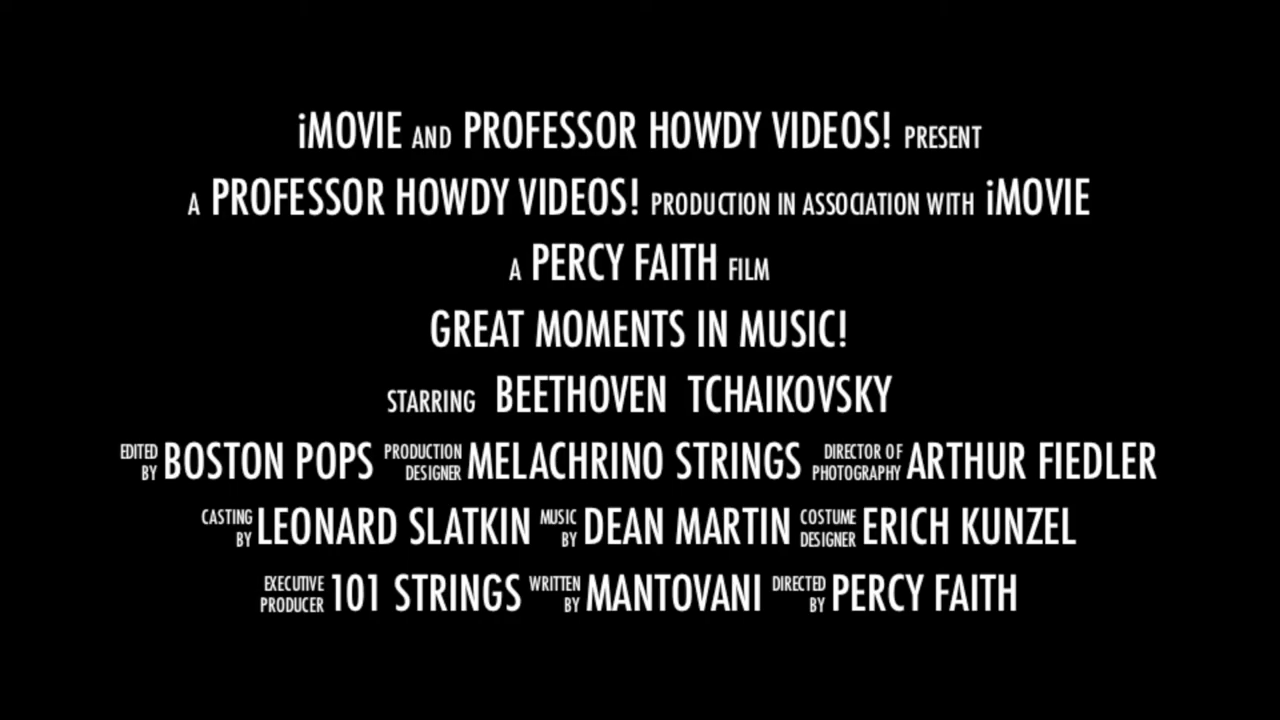 iMOVIE AND PROFESSOR HOWDY VIDEOS! PRESENT
A PROFESSOR HOWDY VIDEOS! PRODUCTION IN ASSOCIATION WITH iMOVIE
A PERCY FAITH FILM
GREAT MOMENTS IN MUSIC!
STARRING BEETHOVEN TCHAIKOVSKY
EDITED BY BOSTON POPS PRODUCTION DESIGNER MELACHRINO STRINGS DIRECTOR OF PHOTOGRAPHY ARTHUR FIEDLER
CASTING BY LEONARD SLATKIN MUSIC BY DEAN MARTIN COSTUME DESIGNER ERICH KUNZEL
EXECUTIVE PRODUCER 101 STRINGS WRITTEN BY MANTOVANI DIRECTED BY PERCY FAITH